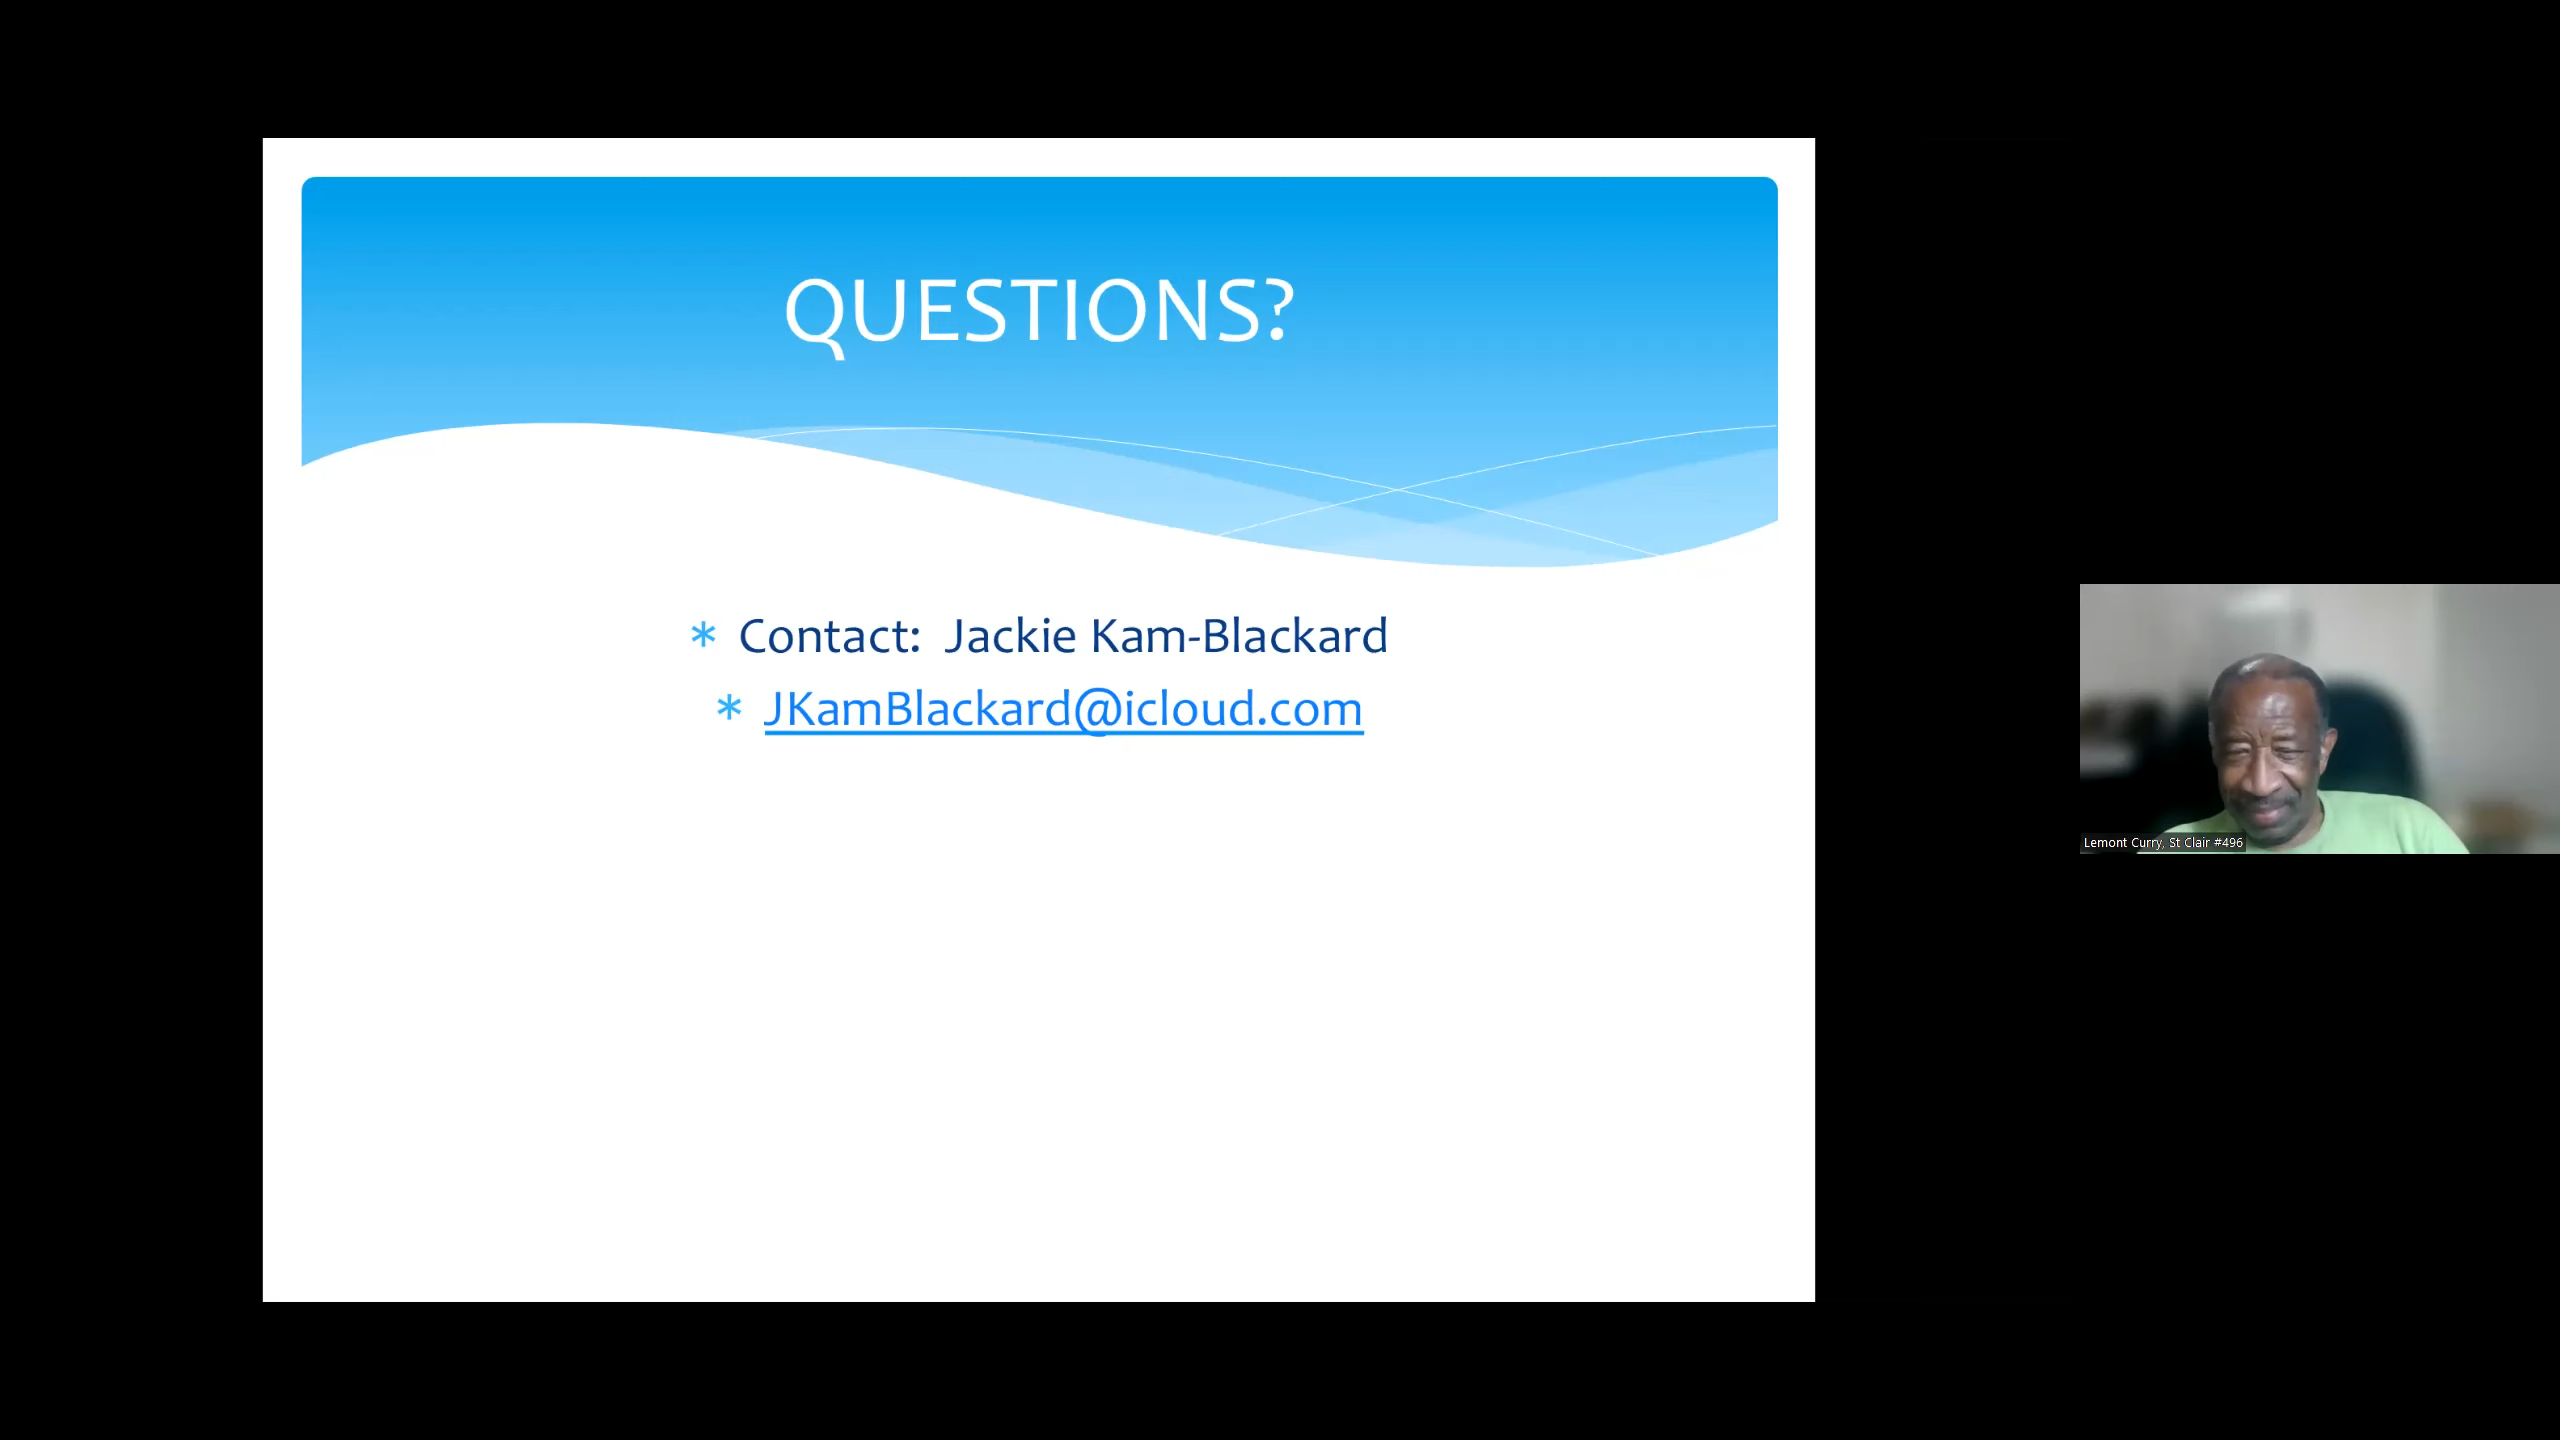 QUESTIONS?
* Contact:  Jackie Kam-Blackard
* JKamBlackard@icloud.com
Lemont Curry, St Clair #496